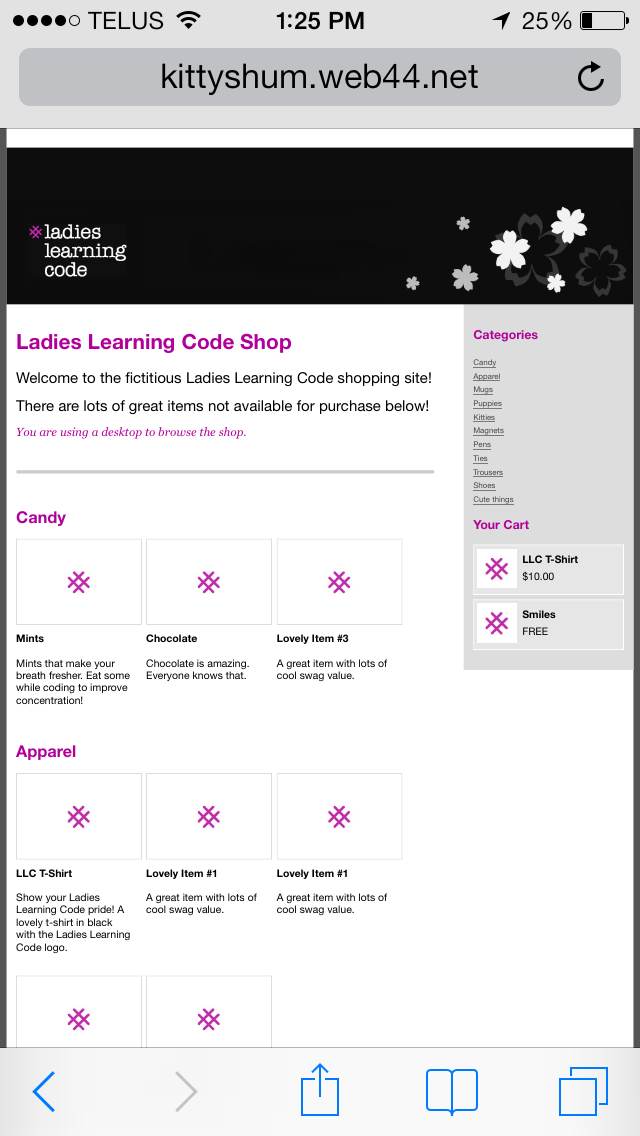 TELUS 1:25 PM 25%
kittyshum.web44.net
ladies
learning
code
Ladies Learning Code Shop
Welcome to the fictitious Ladies Learning Code shopping site!
There are lots of great items not available for purchase below!
You are using a desktop to browse the shop.
Candy
Mints
Mints that make your
breath fresher. Eat some
while coding to improve
concentration!
Chocolate
Chocolate is amazing.
Everyone knows that.
Lovely Item #3
A great item with lots of
cool swag value.
Apparel
LLC T-Shirt
Show your Ladies
Learning Code pride! A
lovely t-shirt in black
with the Ladies Learning
Code logo.
Lovely Item #1
A great item with lots of
cool swag value.
Lovely Item #1
A great item with lots of
cool swag value.
Categories
Candy
Apparel
Mugs
Puppies
Kitties
Magnets
Pens
Ties
Trousers
Shoes
Cute things
Your Cart
LLC T-Shirt
$10.00
Smiles
FREE